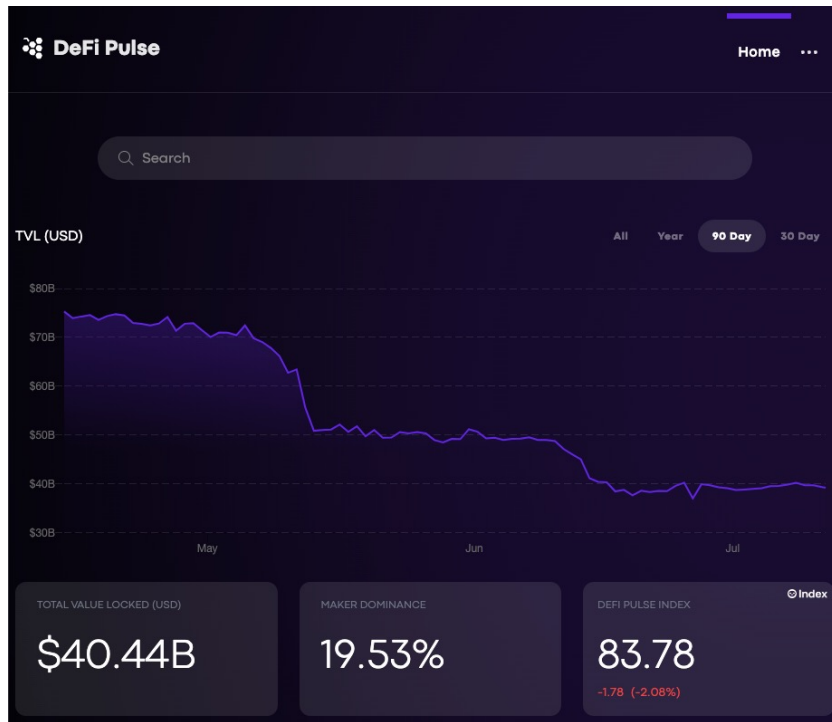 DeFi Pulse
Home ...
Search
TVL (USD)
All Year 90 Day 30 Day
$80B
$70B
$60B
$50B
$40B
$30B
May Jun Jul
Index
TOTAL VALUE LOCKED (USD) MAKER DOMINANCE DEFI PULSE INDEX
$40.44B 19.53% 83.78
-1.78 (-2.08%)